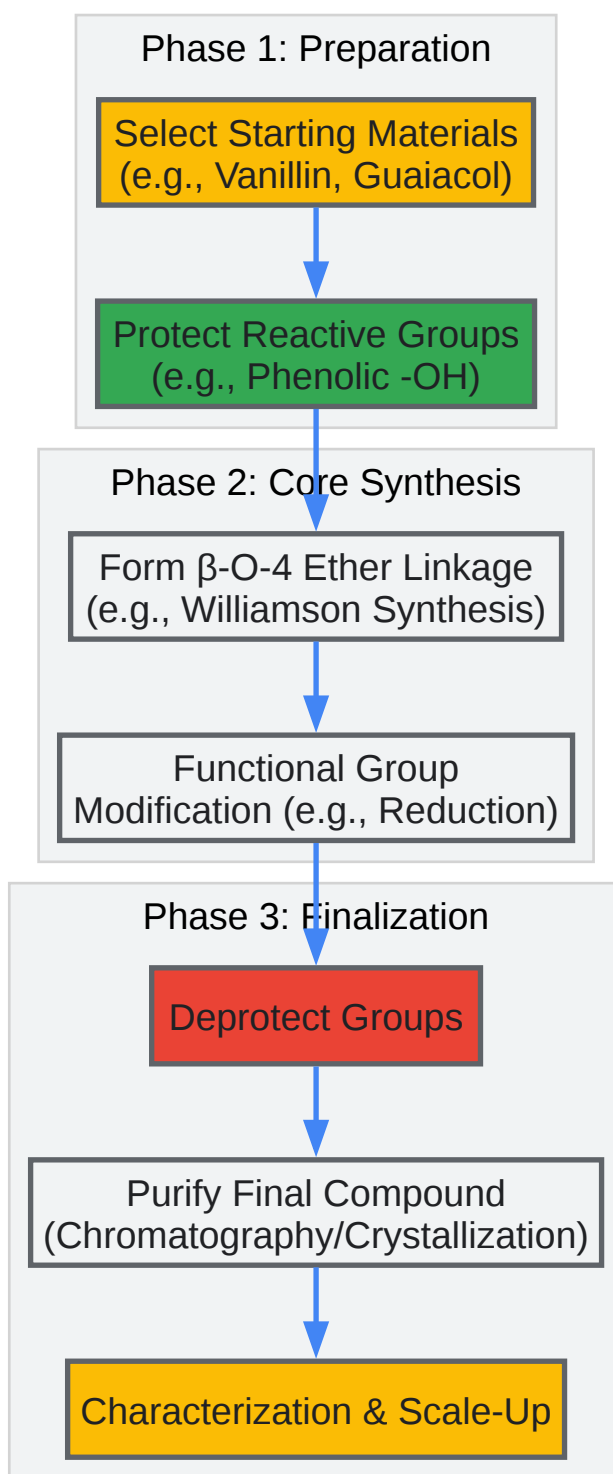 Phase 1: Preparation
Select Starting Materials
(e.g., Vanillin, Guaiacol)
Protect Reactive Groups
(e.g., Phenolic -OH)
Phase 2: Core Synthesis
Form β-O-4 Ether Linkage
(e.g., Williamson Synthesis)
Functional Group
Modification (e.g., Reduction)
Phase 3: Finalization
Deprotect Groups
Purify Final Compound
(Chromatography/Crystallization)
Characterization & Scale-Up